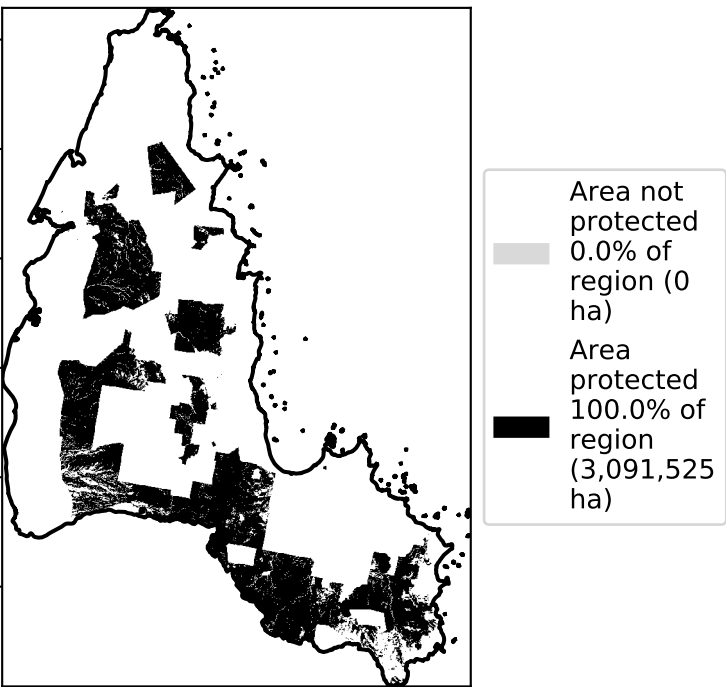 Area not
protected
0.0% of
region (0
ha)
Area
protected
100.0% of
region
(3,091,525
ha)